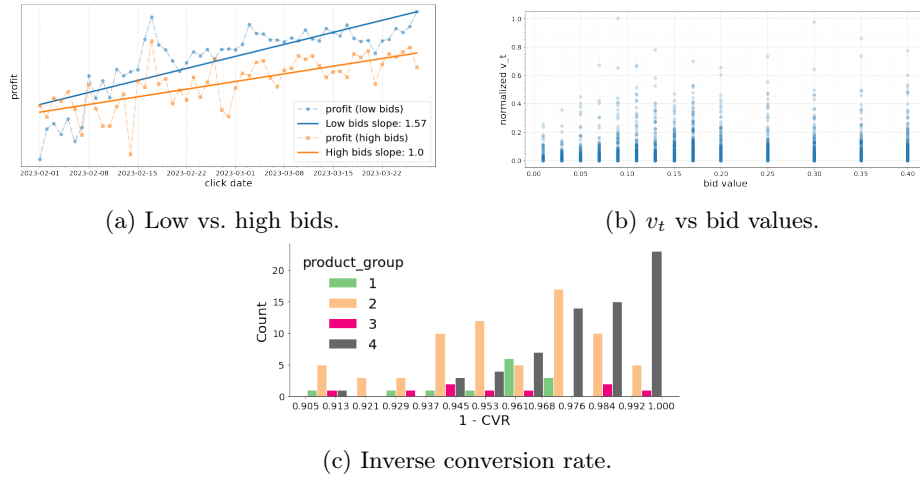 profit
profit (low bids)
Low bids slope: 1.57
profit (high bids)
High bids slope: 1.0
2023-02-01 2023-02-08 2023-02-15 2023-02-22 2023-03-01 2023-03-08 2023-03-15 2023-03-22
click date
(a) Low vs. high bids.
normalized v_t
1.0
0.8
0.6
0.4
0.2
0.0
0.00 0.05 0.10 0.15 0.20 0.25 0.30 0.35 0.40
bid value
(b) v_t vs bid values.
product_group
1
2
3
4
Count
20
15
10
5
0
0.905 0.913 0.921 0.929 0.937 0.945 0.953 0.961 0.968 0.976 0.984 0.992 1.000
1 - CVR
(c) Inverse conversion rate.